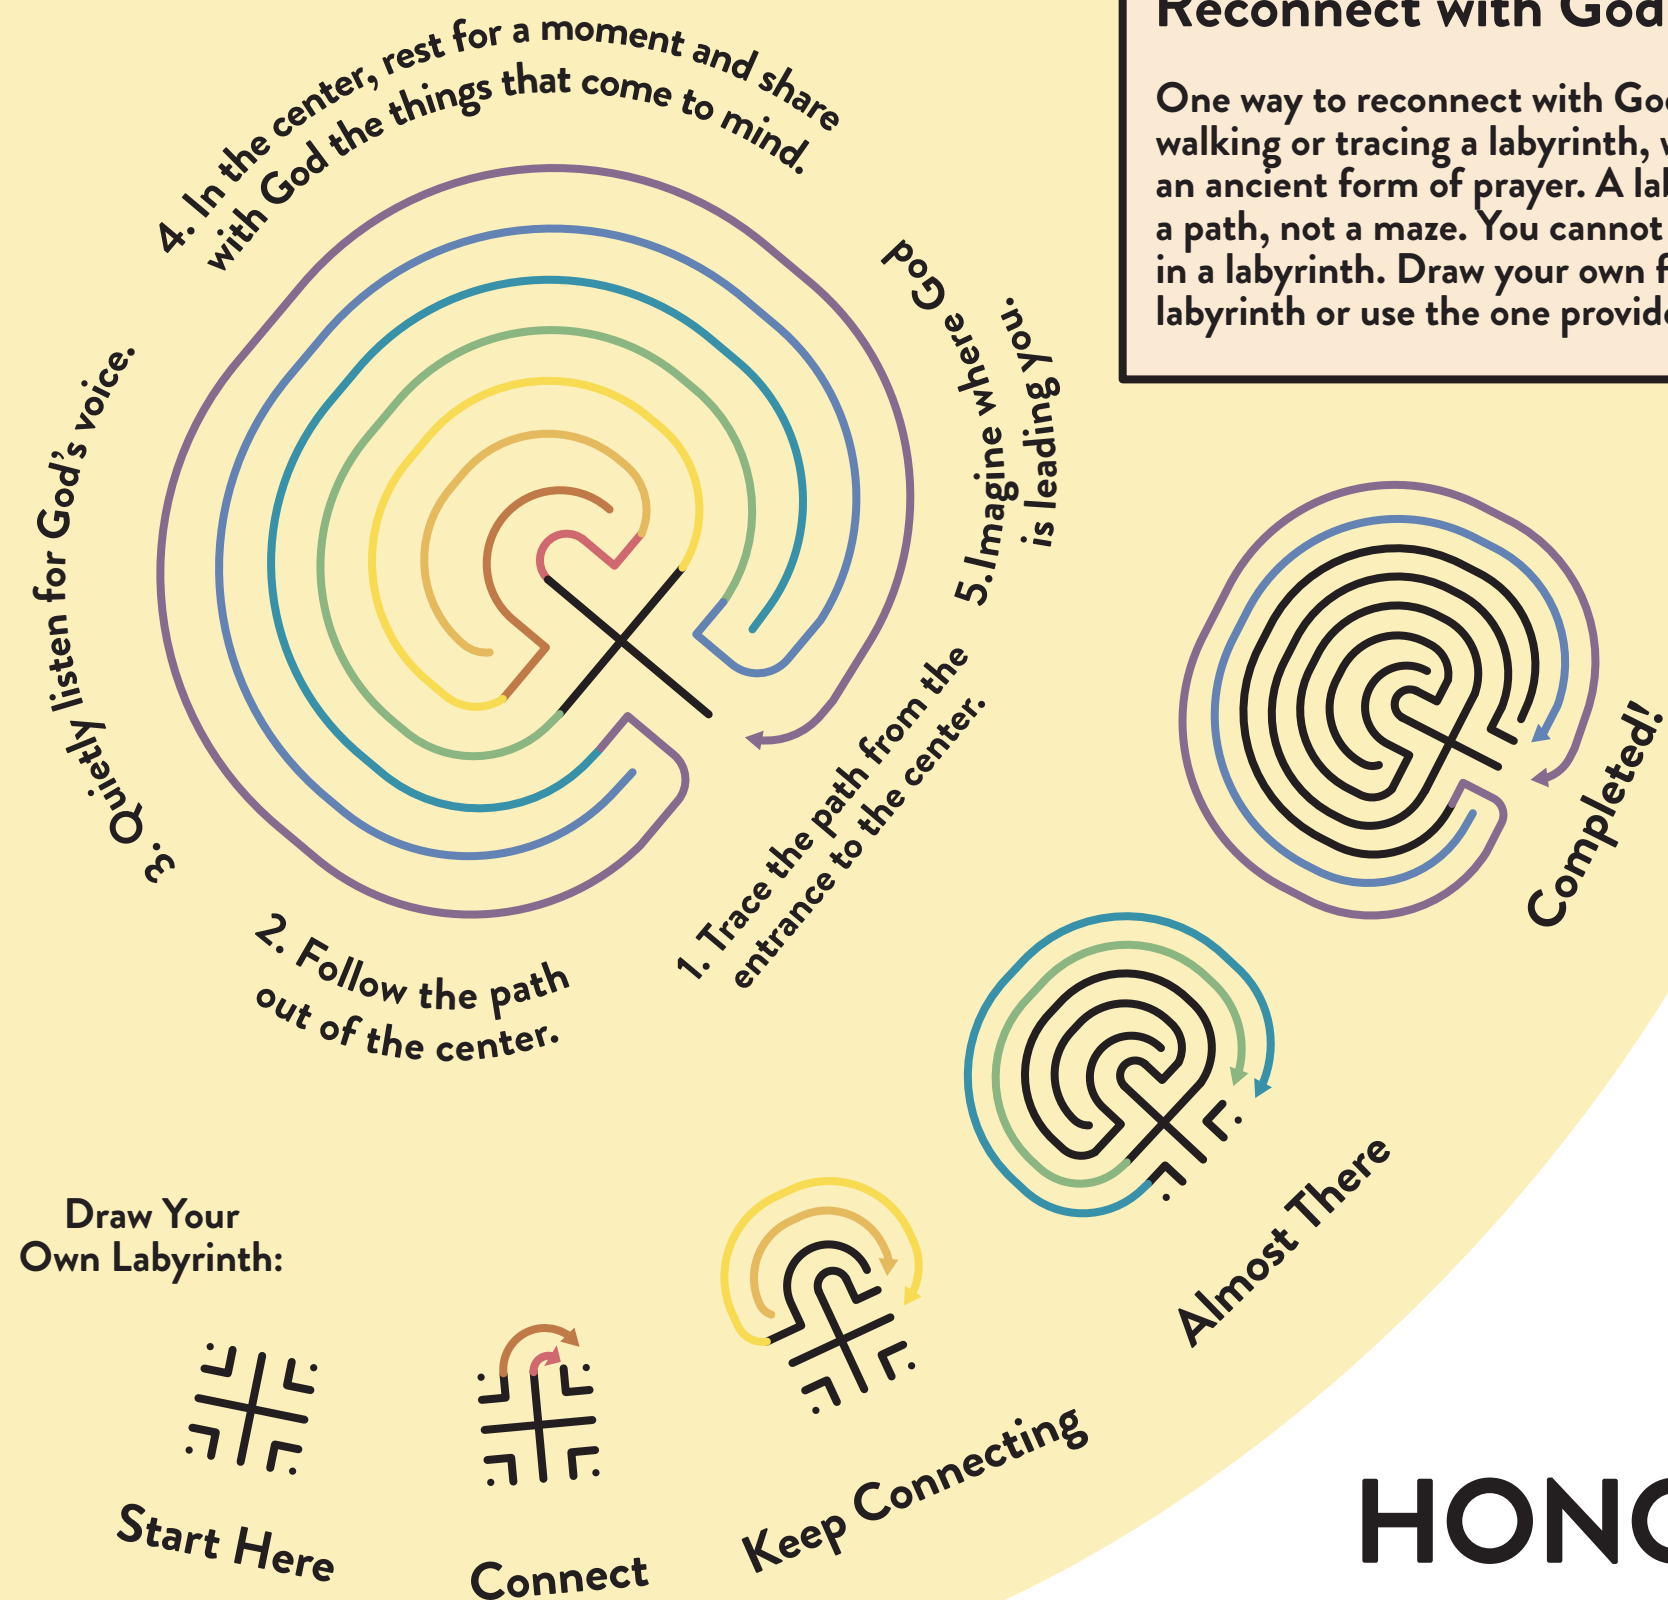 Reconnect with God
One way to reconnect with
walking or tracing a labyrinth,
an ancient form of prayer. A
a path, not a maze. You cannot
in a labyrinth. Draw your own
labyrinth or use the one
4. In the center, rest for a moment and share
with God the things that come to mind.
5.Imagine where God
is leading you.
3. Quietly listen for God's voice.
1. Trace the path from the
entrance to the center.
2. Follow the path
out of the center.
Draw Your
Own Labyrinth:
Start Here
Connect
Keep Connecting
Almost There
Completed!